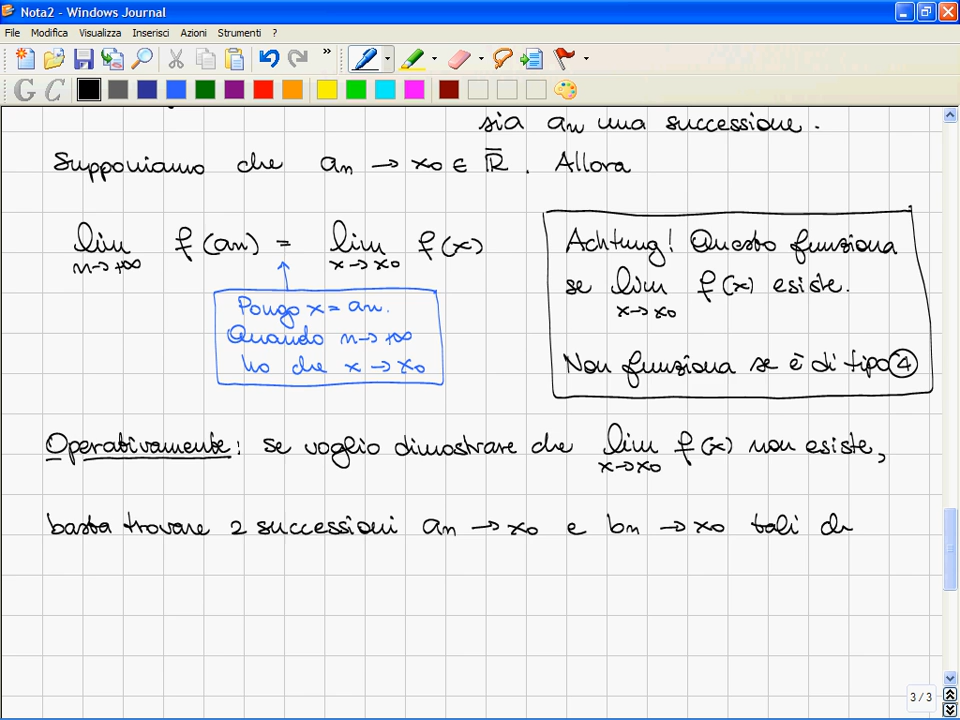 Nota2 - Windows Journal
File Modifica Visualizza Inserisci Azioni Strumenti ?
sia an una successione.
Supponiamo che an → x0 ∈ R̅. Allora
lim f(an) = lim f(x)
n→+∞ x→x0
Pongo x = an.
Quando n→+∞
ho che x → x0
Achtung! Questo funziona
se lim f(x) esiste.
x→x0
Non funziona se è di tipo ④
Operativamente: se voglio dimostrare che lim f(x) non esiste,
x→x0
basta trovare 2 successioni an → x0 e bn → x0 tali ch
3 / 3